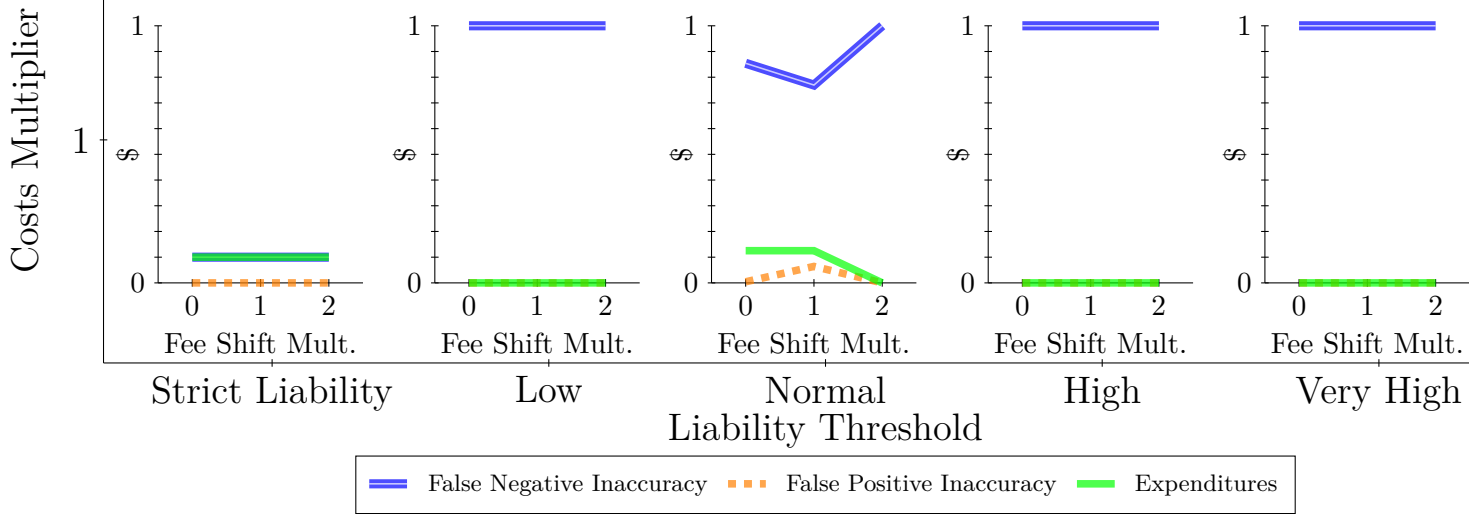 Costs Multiplier
1
1 1 1 1 1
$ $ $ $ $
0 0 0 0 0
0 1 2 0 1 2 0 1 2 0 1 2 0 1 2
Fee Shift Mult. Fee Shift Mult. Fee Shift Mult. Fee Shift Mult. Fee Shift Mult.
Strict Liability Low Normal High Very High
Liability Threshold
False Negative Inaccuracy False Positive Inaccuracy Expenditures